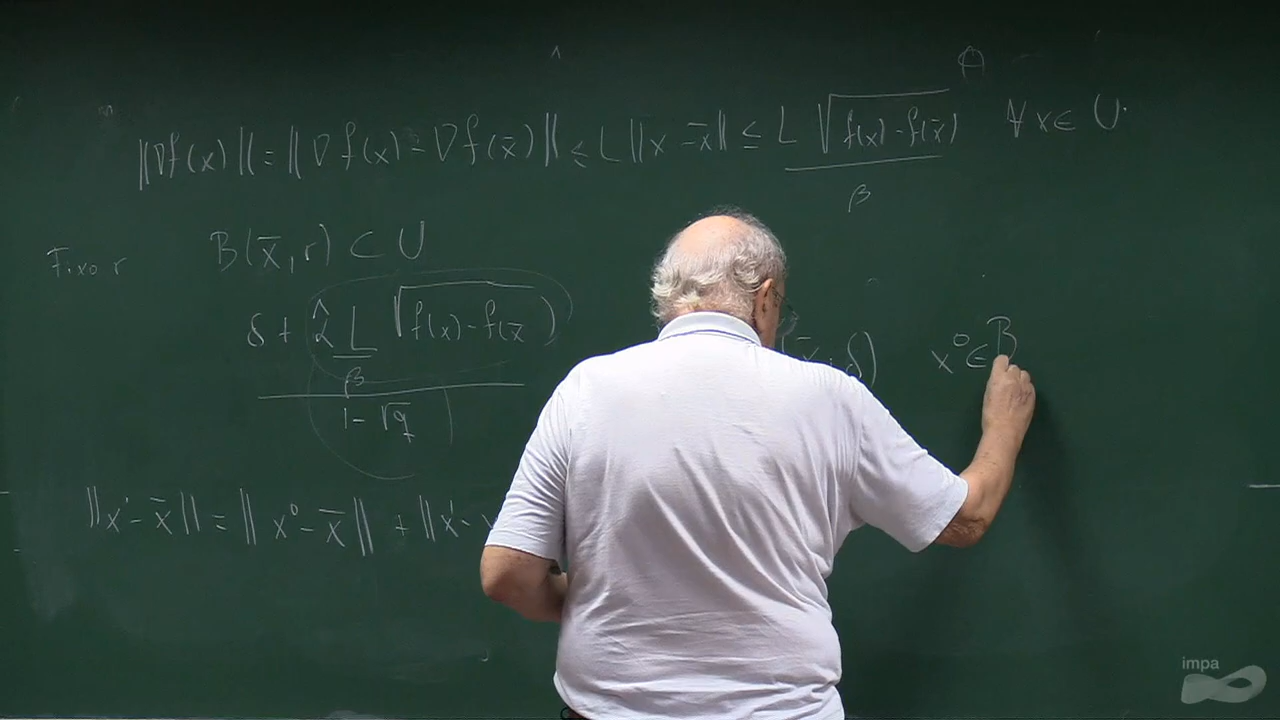 ‖∇f(x)‖ = ‖∇f(x) - ∇f(x̄)‖ ≤ L‖x - x̄‖ ≤ L √(f(x) - f(x̄)) / β ∀ x ∈ U.
Fixo r B(x̄, r) ⊂ U
δ + α̂ L/β √(f(x) - f(x̄))
1 - √q
x̄, δ) x⁰ ∈ B
‖x¹ - x̄‖ = ‖x⁰ - x̄‖ + ‖x¹ -
impa